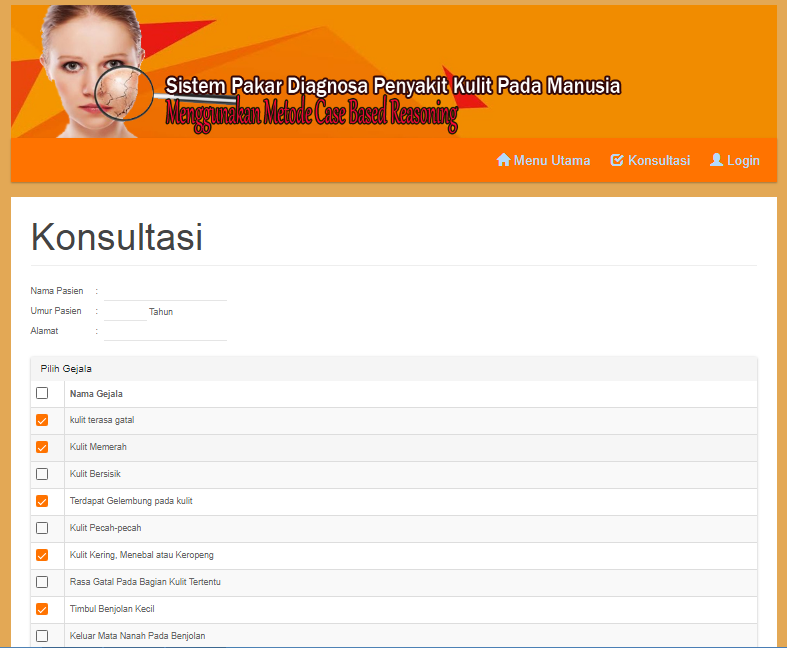 Sistem Pakar Diagnosa Penyakit Kulit Pada Manusia
Menggunakan Metode Case Based Reasoning
Menu Utama Konsultasi Login
Konsultasi
Nama Pasien :
Umur Pasien : Tahun
Alamat :
Pilih Gejala
Nama Gejala
kulit terasa gatal
Kulit Memerah
Kulit Bersisik
Terdapat Gelembung pada kulit
Kulit Pecah-pecah
Kulit Kering, Menebal atau Keropeng
Rasa Gatal Pada Bagian Kulit Tertentu
Timbul Benjolan Kecil
Keluar Mata Nanah Pada Benjolan